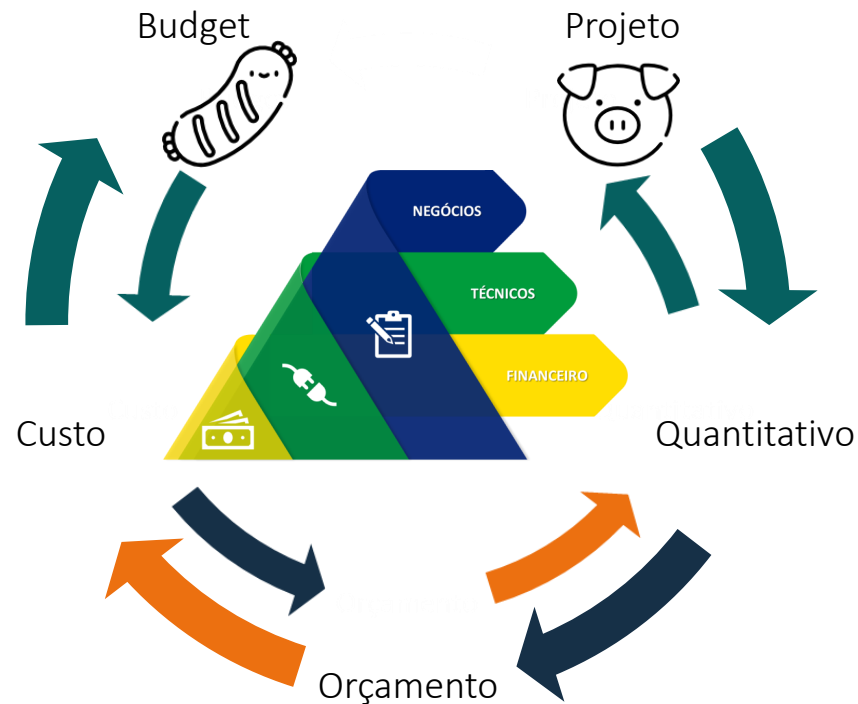 Budget
Projeto
NEGÓCIOS
TÉCNICOS
FINANCEIRO
Custo
Quantitativo
Orçamento